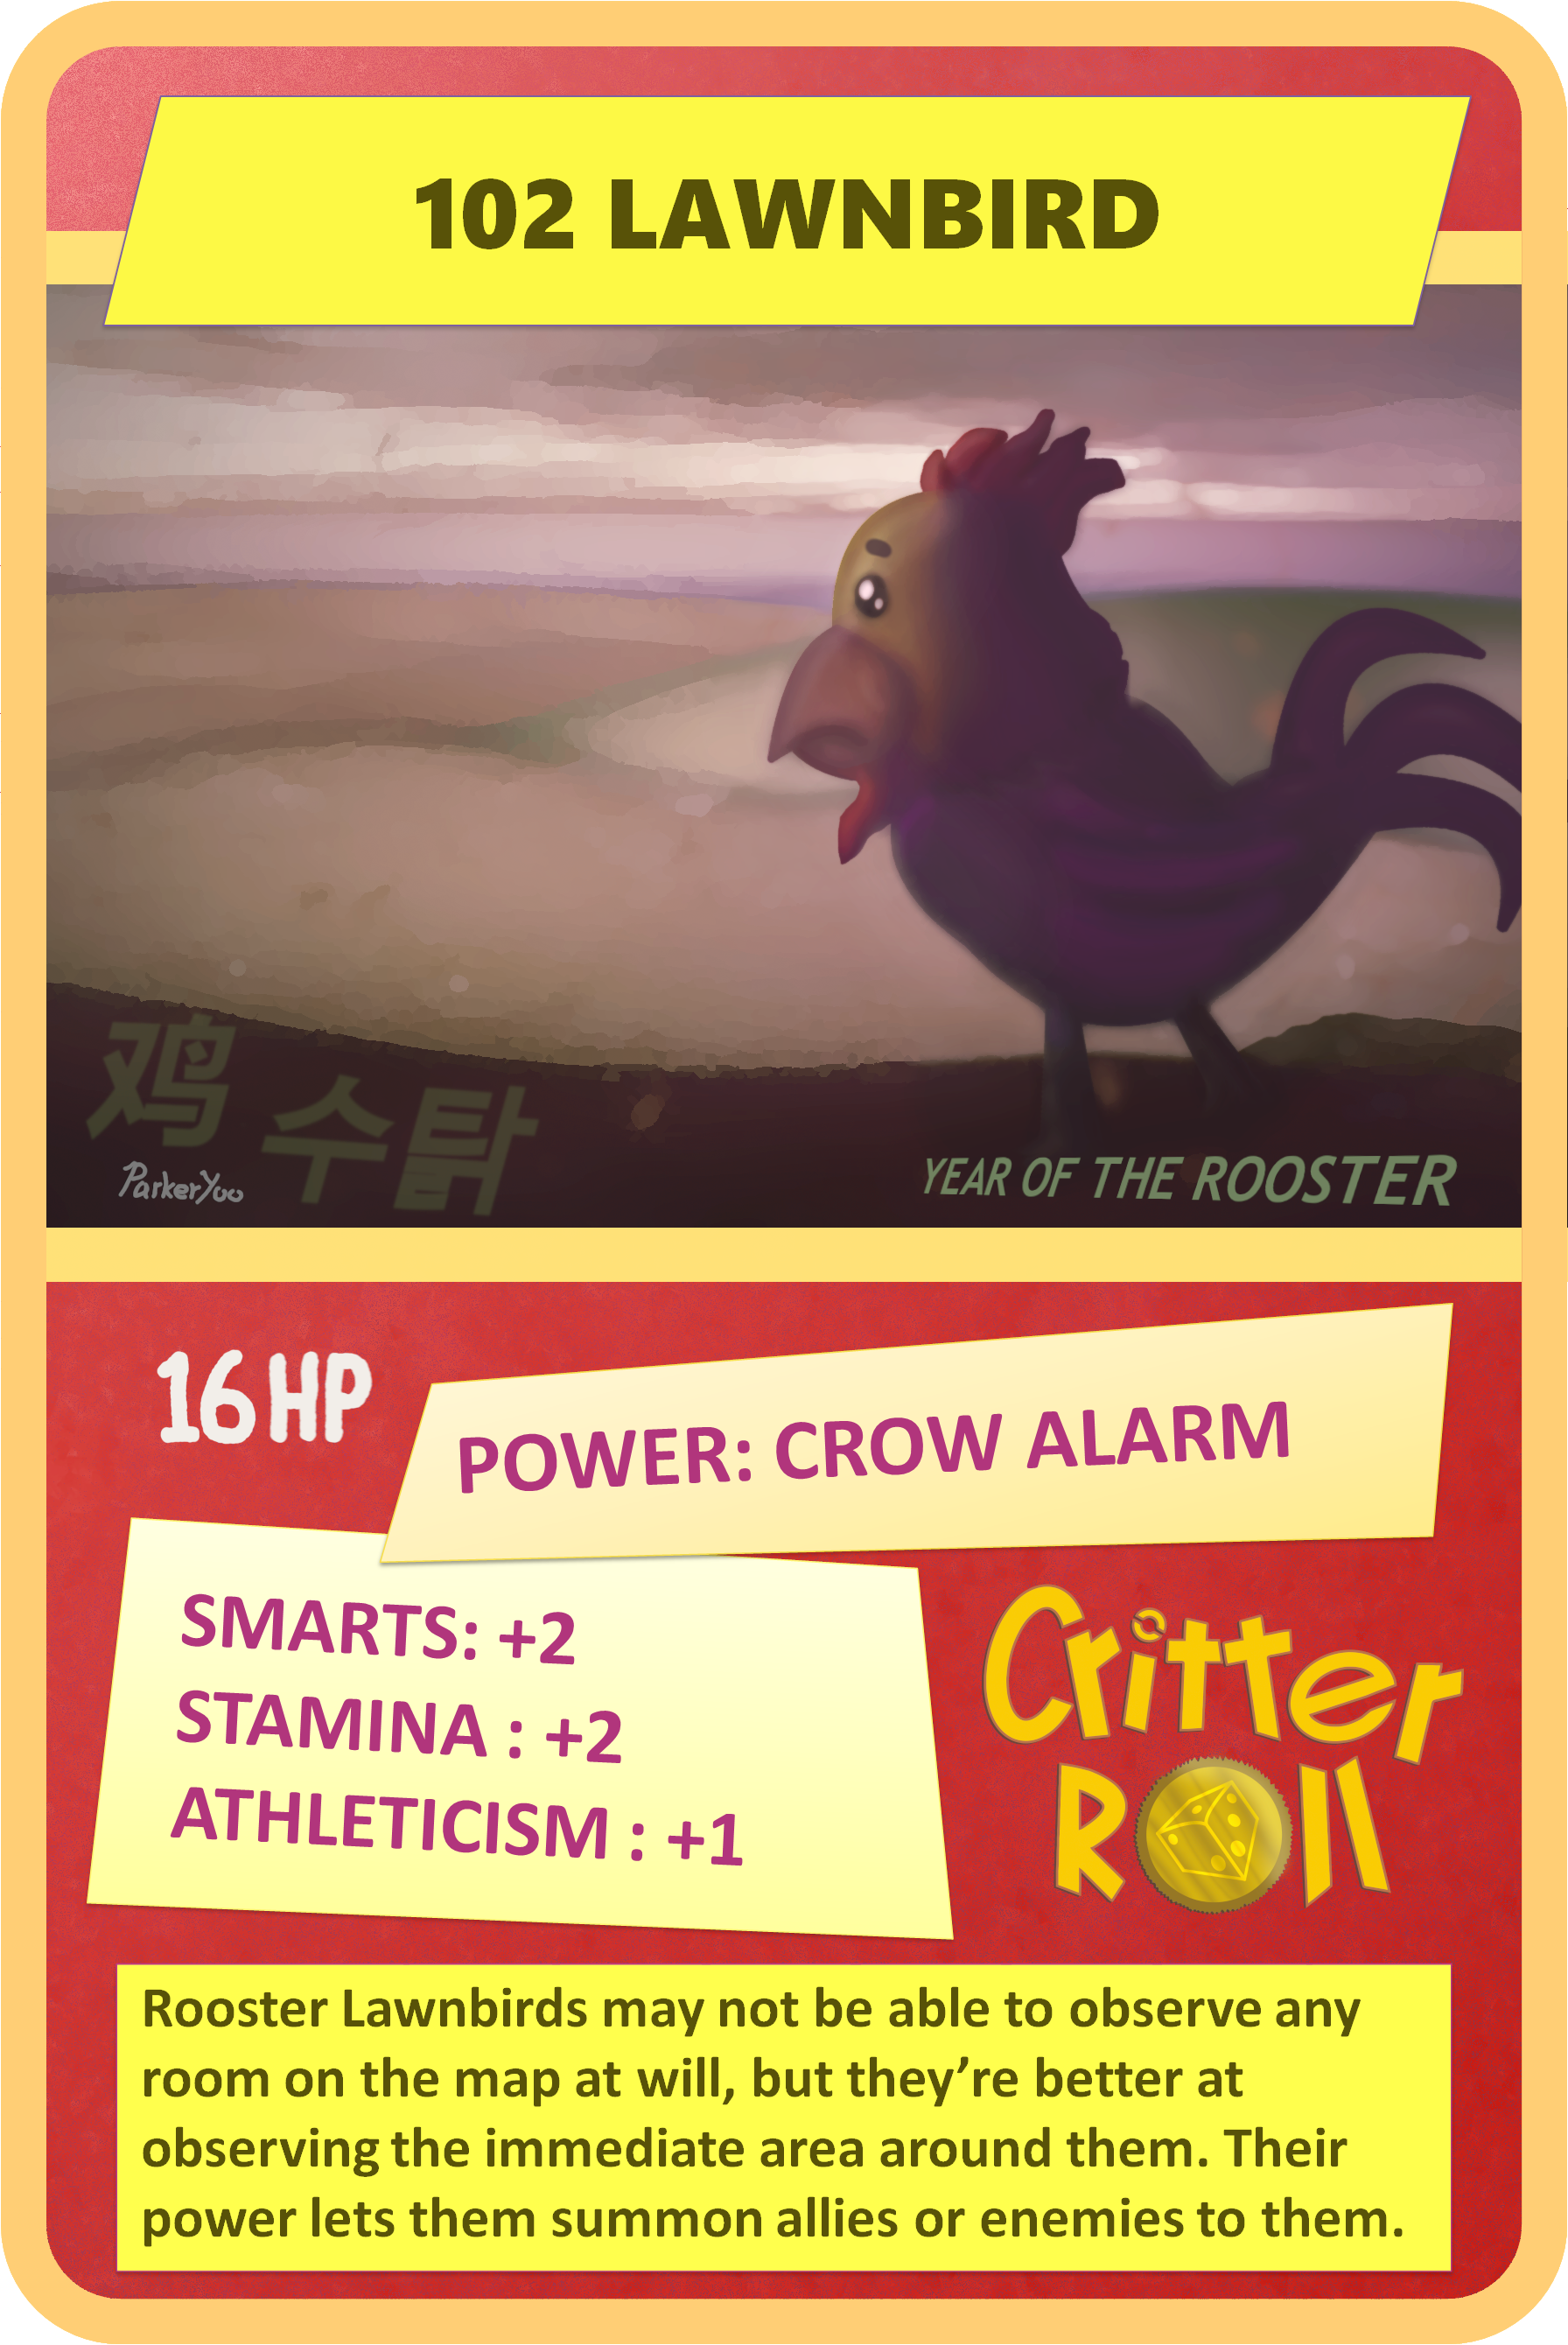 102 LAWNBIRD
鸡 수탉
ParkerYoo
YEAR OF THE ROOSTER
16 HP
POWER: CROW ALARM
SMARTS: +2
STAMINA : +2
ATHLETICISM : +1
Critter
Roll
Rooster Lawnbirds may not be able to observe any
room on the map at will, but they’re better at
observing the immediate area around them. Their
power lets them summon allies or enemies to them.